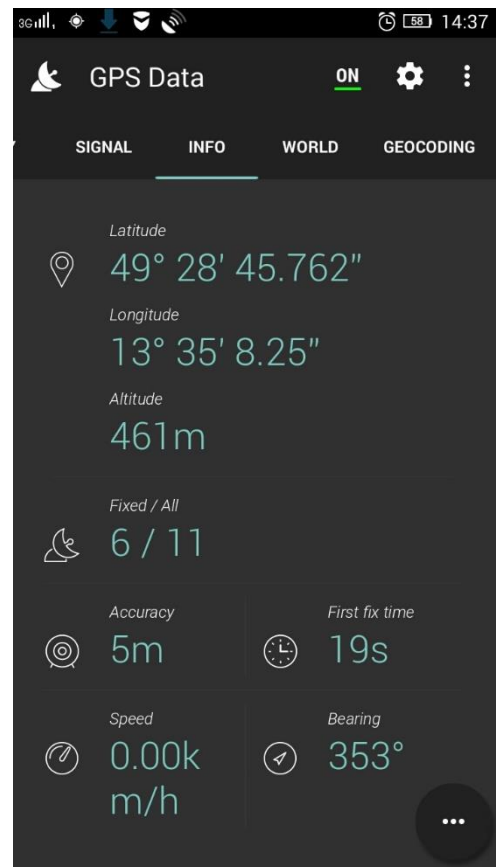 3G 58 14:37
GPS Data ON
SIGNAL INFO WORLD GEOCODING
Latitude
49° 28' 45.762"
Longitude
13° 35' 8.25"
Altitude
461m
Fixed / All
6 / 11
Accuracy First fix time
5m 19s
Speed Bearing
0.00k 353°
m/h